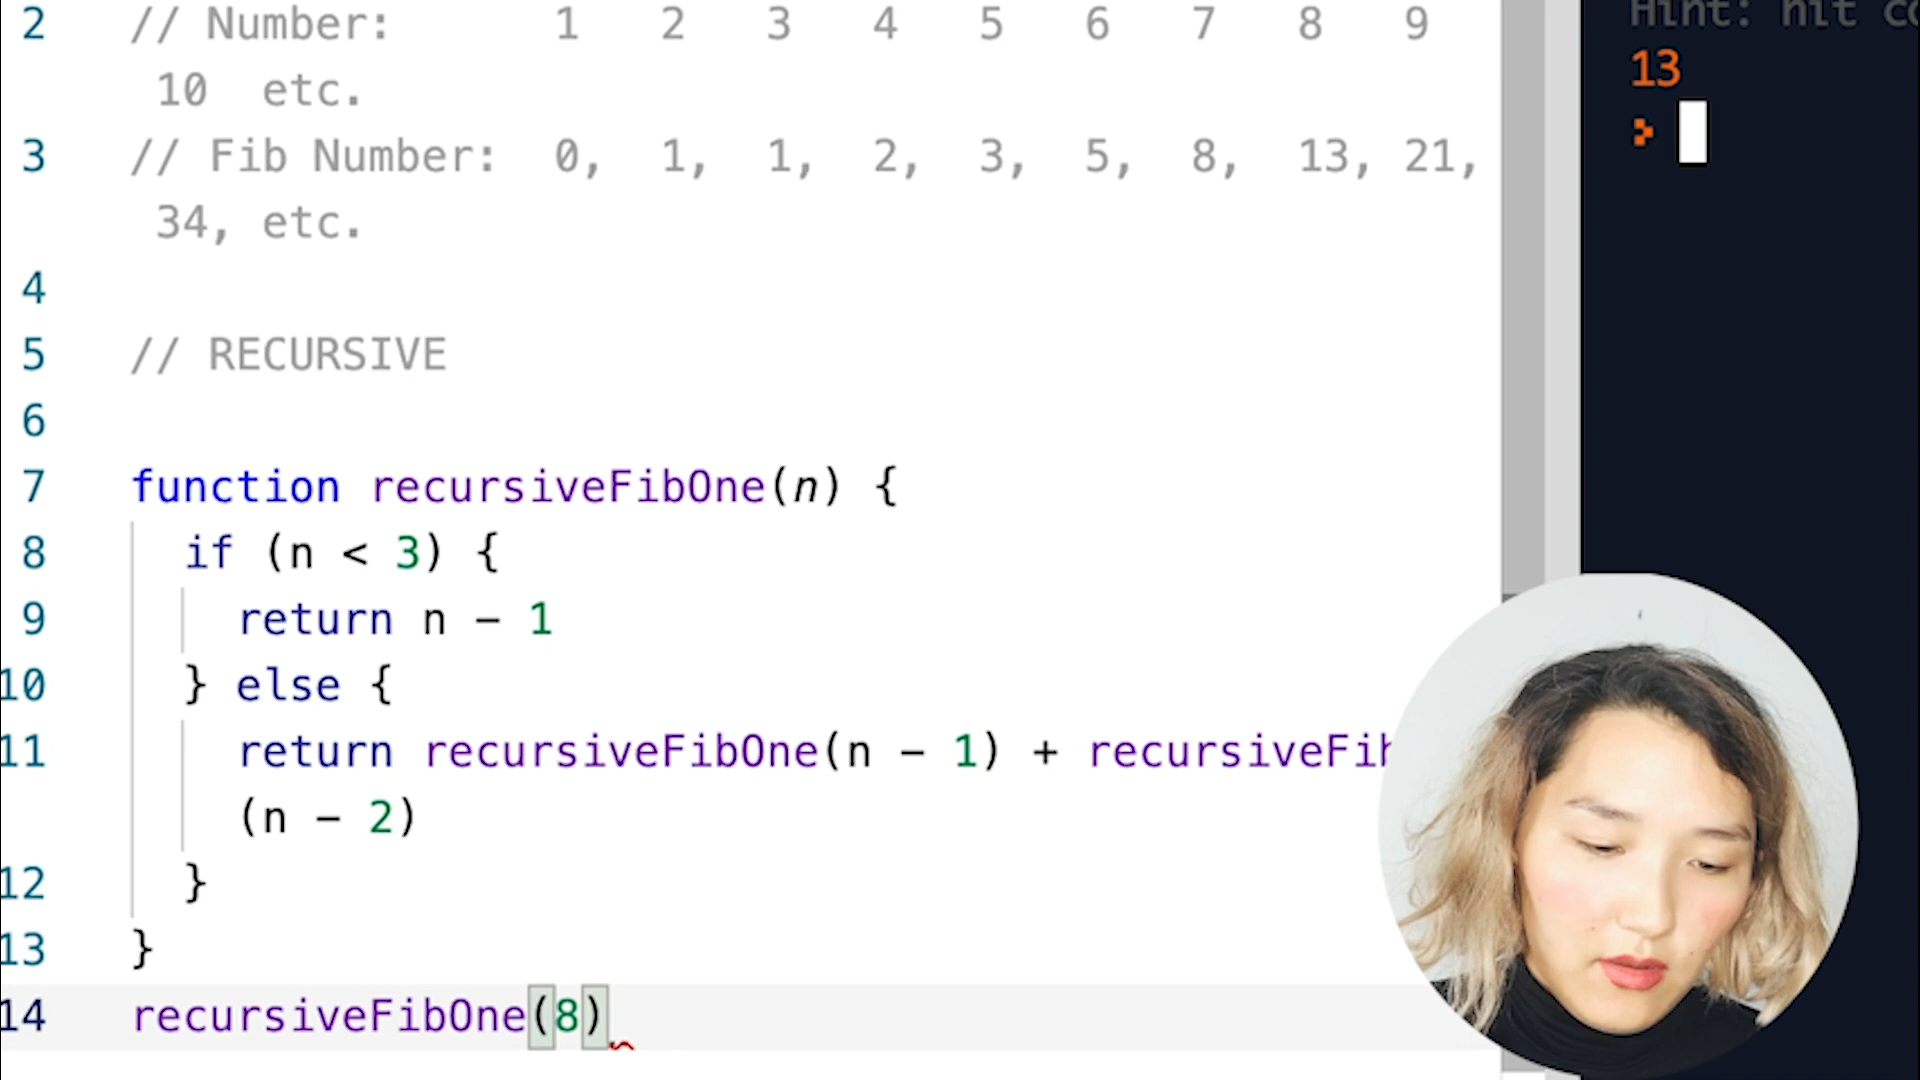 2 // Number: 1 2 3 4 5 6 7 8 9
10 etc.
3 // Fib Number: 0, 1, 1, 2, 3, 5, 8, 13, 21,
34, etc.
4
5 // RECURSIVE
6
7 function recursiveFibOne(n) {
8 if (n < 3) {
9 return n - 1
10 } else {
11 return recursiveFibOne(n - 1) + recursiveFib
(n - 2)
12 }
13 }
14 recursiveFibOne(8)
Hint: hit
13